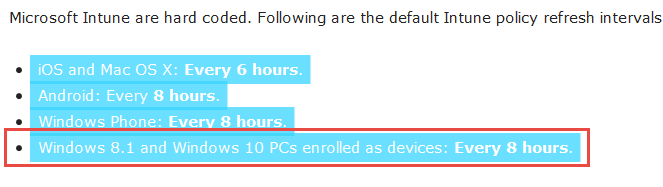 Microsoft Intune are hard coded. Following are the default Intune policy refresh intervals
• iOS and Mac OS X: Every 6 hours.
• Android: Every 8 hours.
• Windows Phone: Every 8 hours.
• Windows 8.1 and Windows 10 PCs enrolled as devices: Every 8 hours.